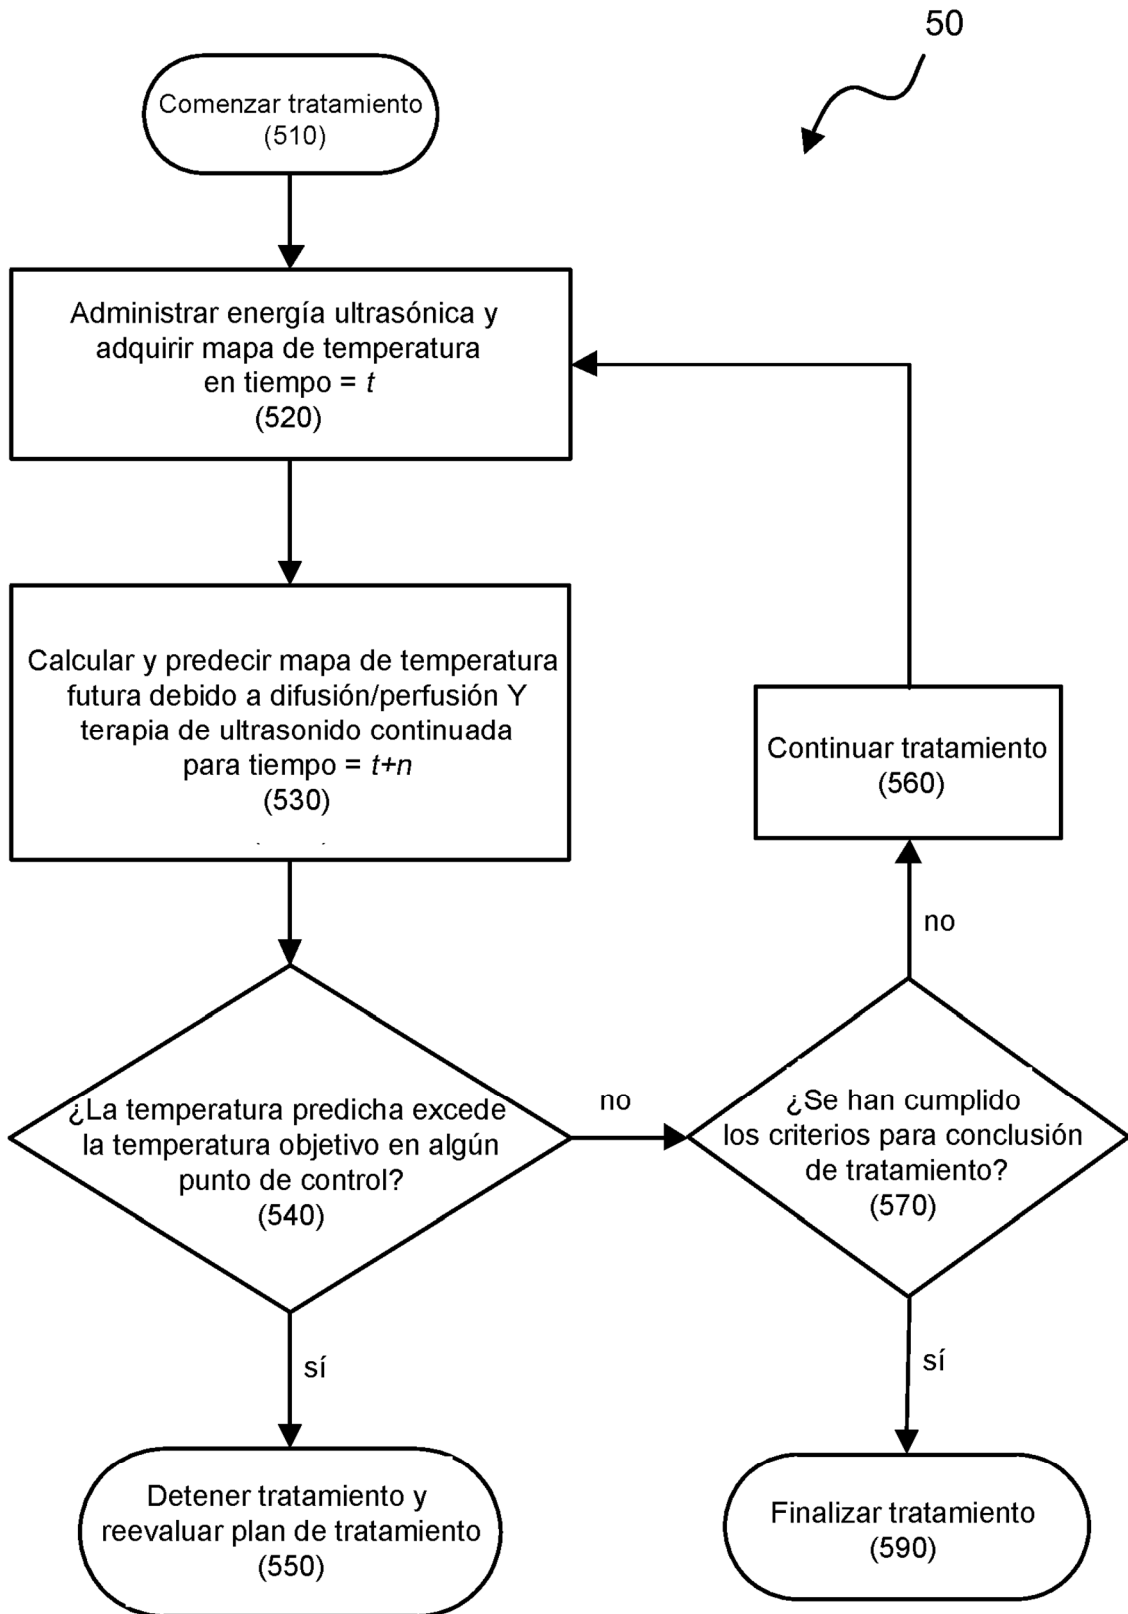 50
Comenzar tratamiento
(510)
Administrar energía ultrasónica y
adquirir mapa de temperatura
en tiempo = t
(520)
Calcular y predecir mapa de temperatura
futura debido a difusión/perfusión Y
terapia de ultrasonido continuada
para tiempo = t+n
(530)
Continuar tratamiento
(560)
no
¿La temperatura predicha excede
la temperatura objetivo en algún
punto de control?
(540)
no
¿Se han cumplido
los criterios para conclusión
de tratamiento?
(570)
sí
sí
Detener tratamiento y
reevaluar plan de tratamiento
(550)
Finalizar tratamiento
(590)